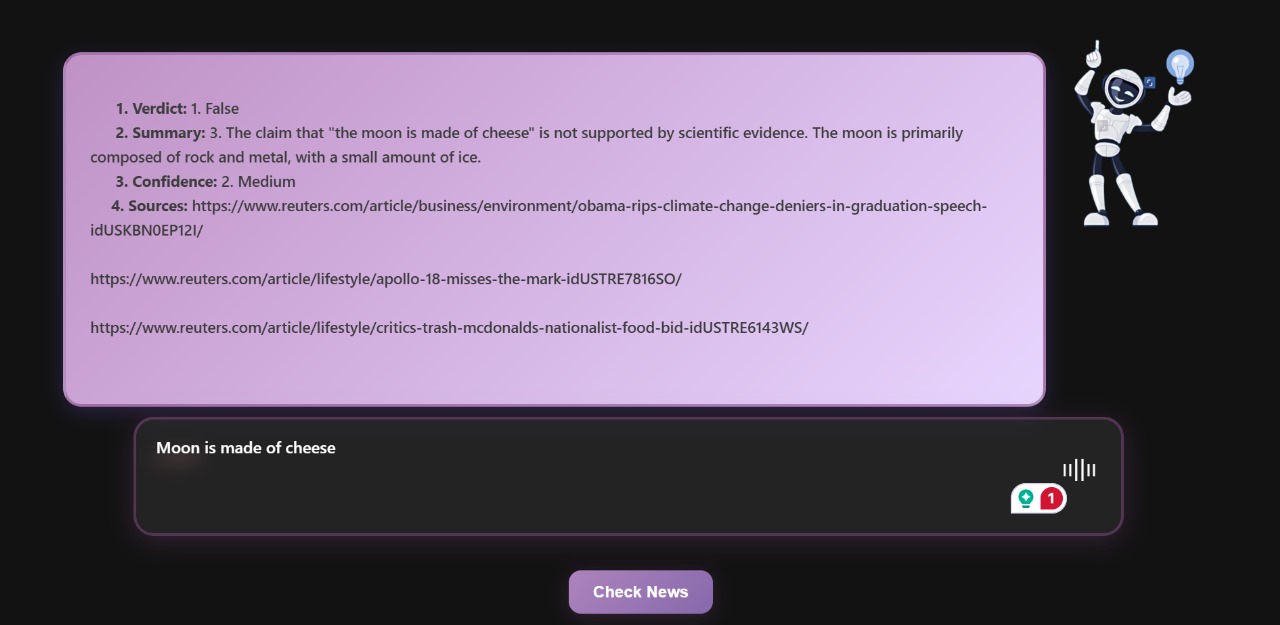 1. Verdict: 1. False
2. Summary: 3. The claim that "the moon is made of cheese" is not supported by scientific evidence. The moon is primarily
composed of rock and metal, with a small amount of ice.
3. Confidence: 2. Medium
4. Sources: https://www.reuters.com/article/business/environment/obama-rips-climate-change-deniers-in-graduation-speech-
idUSKBN0EP12I/
https://www.reuters.com/article/lifestyle/apollo-18-misses-the-mark-idUSTRE7816SO/
https://www.reuters.com/article/lifestyle/critics-trash-mcdonalds-nationalist-food-bid-idUSTRE6143WS/
Moon is made of cheese
1
Check News